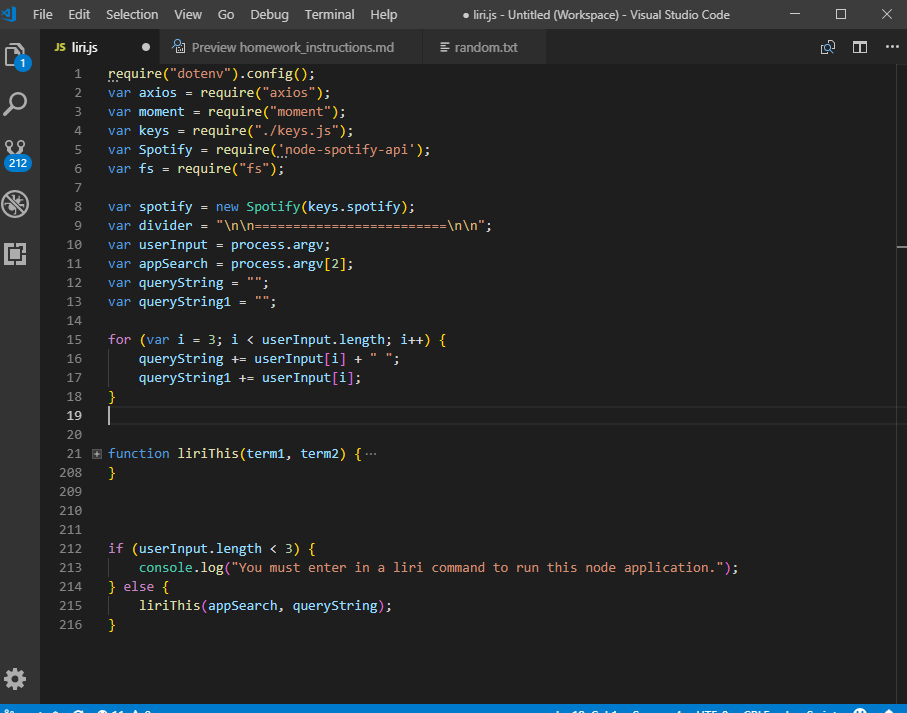 File Edit Selection View Go Debug Terminal Help ● liri.js - Untitled (Workspace) - Visual Studio Code
JS liri.js ● Preview homework_instructions.md random.txt
1 require("dotenv").config();
2 var axios = require("axios");
3 var moment = require("moment");
4 var keys = require("./keys.js");
5 var Spotify = require('node-spotify-api');
6 var fs = require("fs");
7
8 var spotify = new Spotify(keys.spotify);
9 var divider = "\n\n=========================\n\n";
10 var userInput = process.argv;
11 var appSearch = process.argv[2];
12 var queryString = "";
13 var queryString1 = "";
14
15 for (var i = 3; i < userInput.length; i++) {
16 queryString += userInput[i] + " ";
17 queryString1 += userInput[i];
18 }
19
20
21 function liriThis(term1, term2) {···
208 }
209
210
211
212 if (userInput.length < 3) {
213 console.log("You must enter in a liri command to run this node application.");
214 } else {
215 liriThis(appSearch, queryString);
216 }
1
212